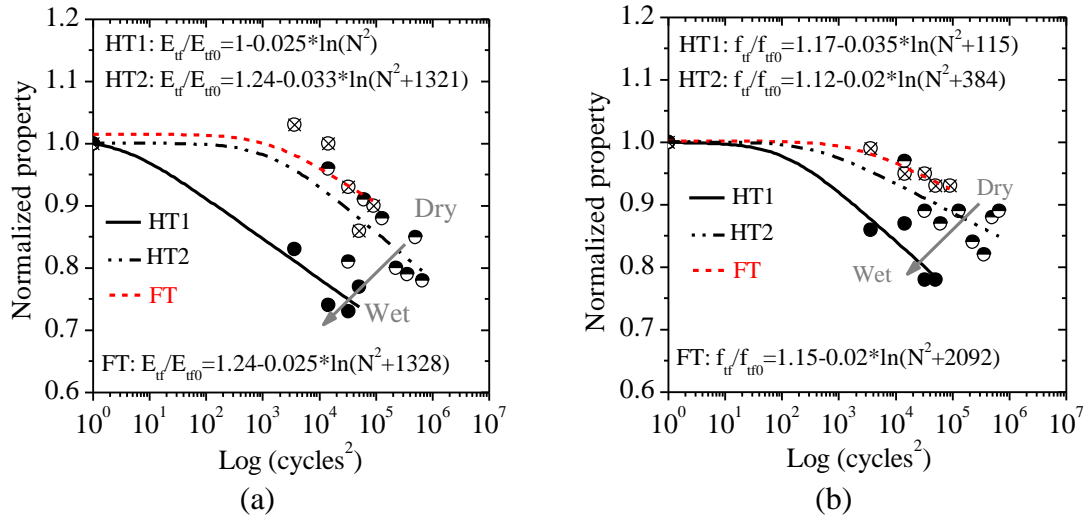 HT1: E_tf/E_tf0=1-0.025*ln(N²)
HT2: E_tf/E_tf0=1.24-0.033*ln(N²+1321)
1.2
1.1
1.0
0.9
0.8
0.7
0.6
Normalized property
Dry
HT1
HT2
FT
Wet
FT: E_tf/E_tf0=1.24-0.025*ln(N²+1328)
10⁰ 10¹ 10² 10³ 10⁴ 10⁵ 10⁶ 10⁷
Log (cycles²)
(a)
HT1: f_tf/f_tf0=1.17-0.035*ln(N²+115)
HT2: f_tf/f_tf0=1.12-0.02*ln(N²+384)
1.2
1.1
1.0
0.9
0.8
0.7
0.6
Normalized property
Dry
HT1
HT2
FT
Wet
FT: f_tf/f_tf0=1.15-0.02*ln(N²+2092)
10⁰ 10¹ 10² 10³ 10⁴ 10⁵ 10⁶ 10⁷
Log (cycles²)
(b)